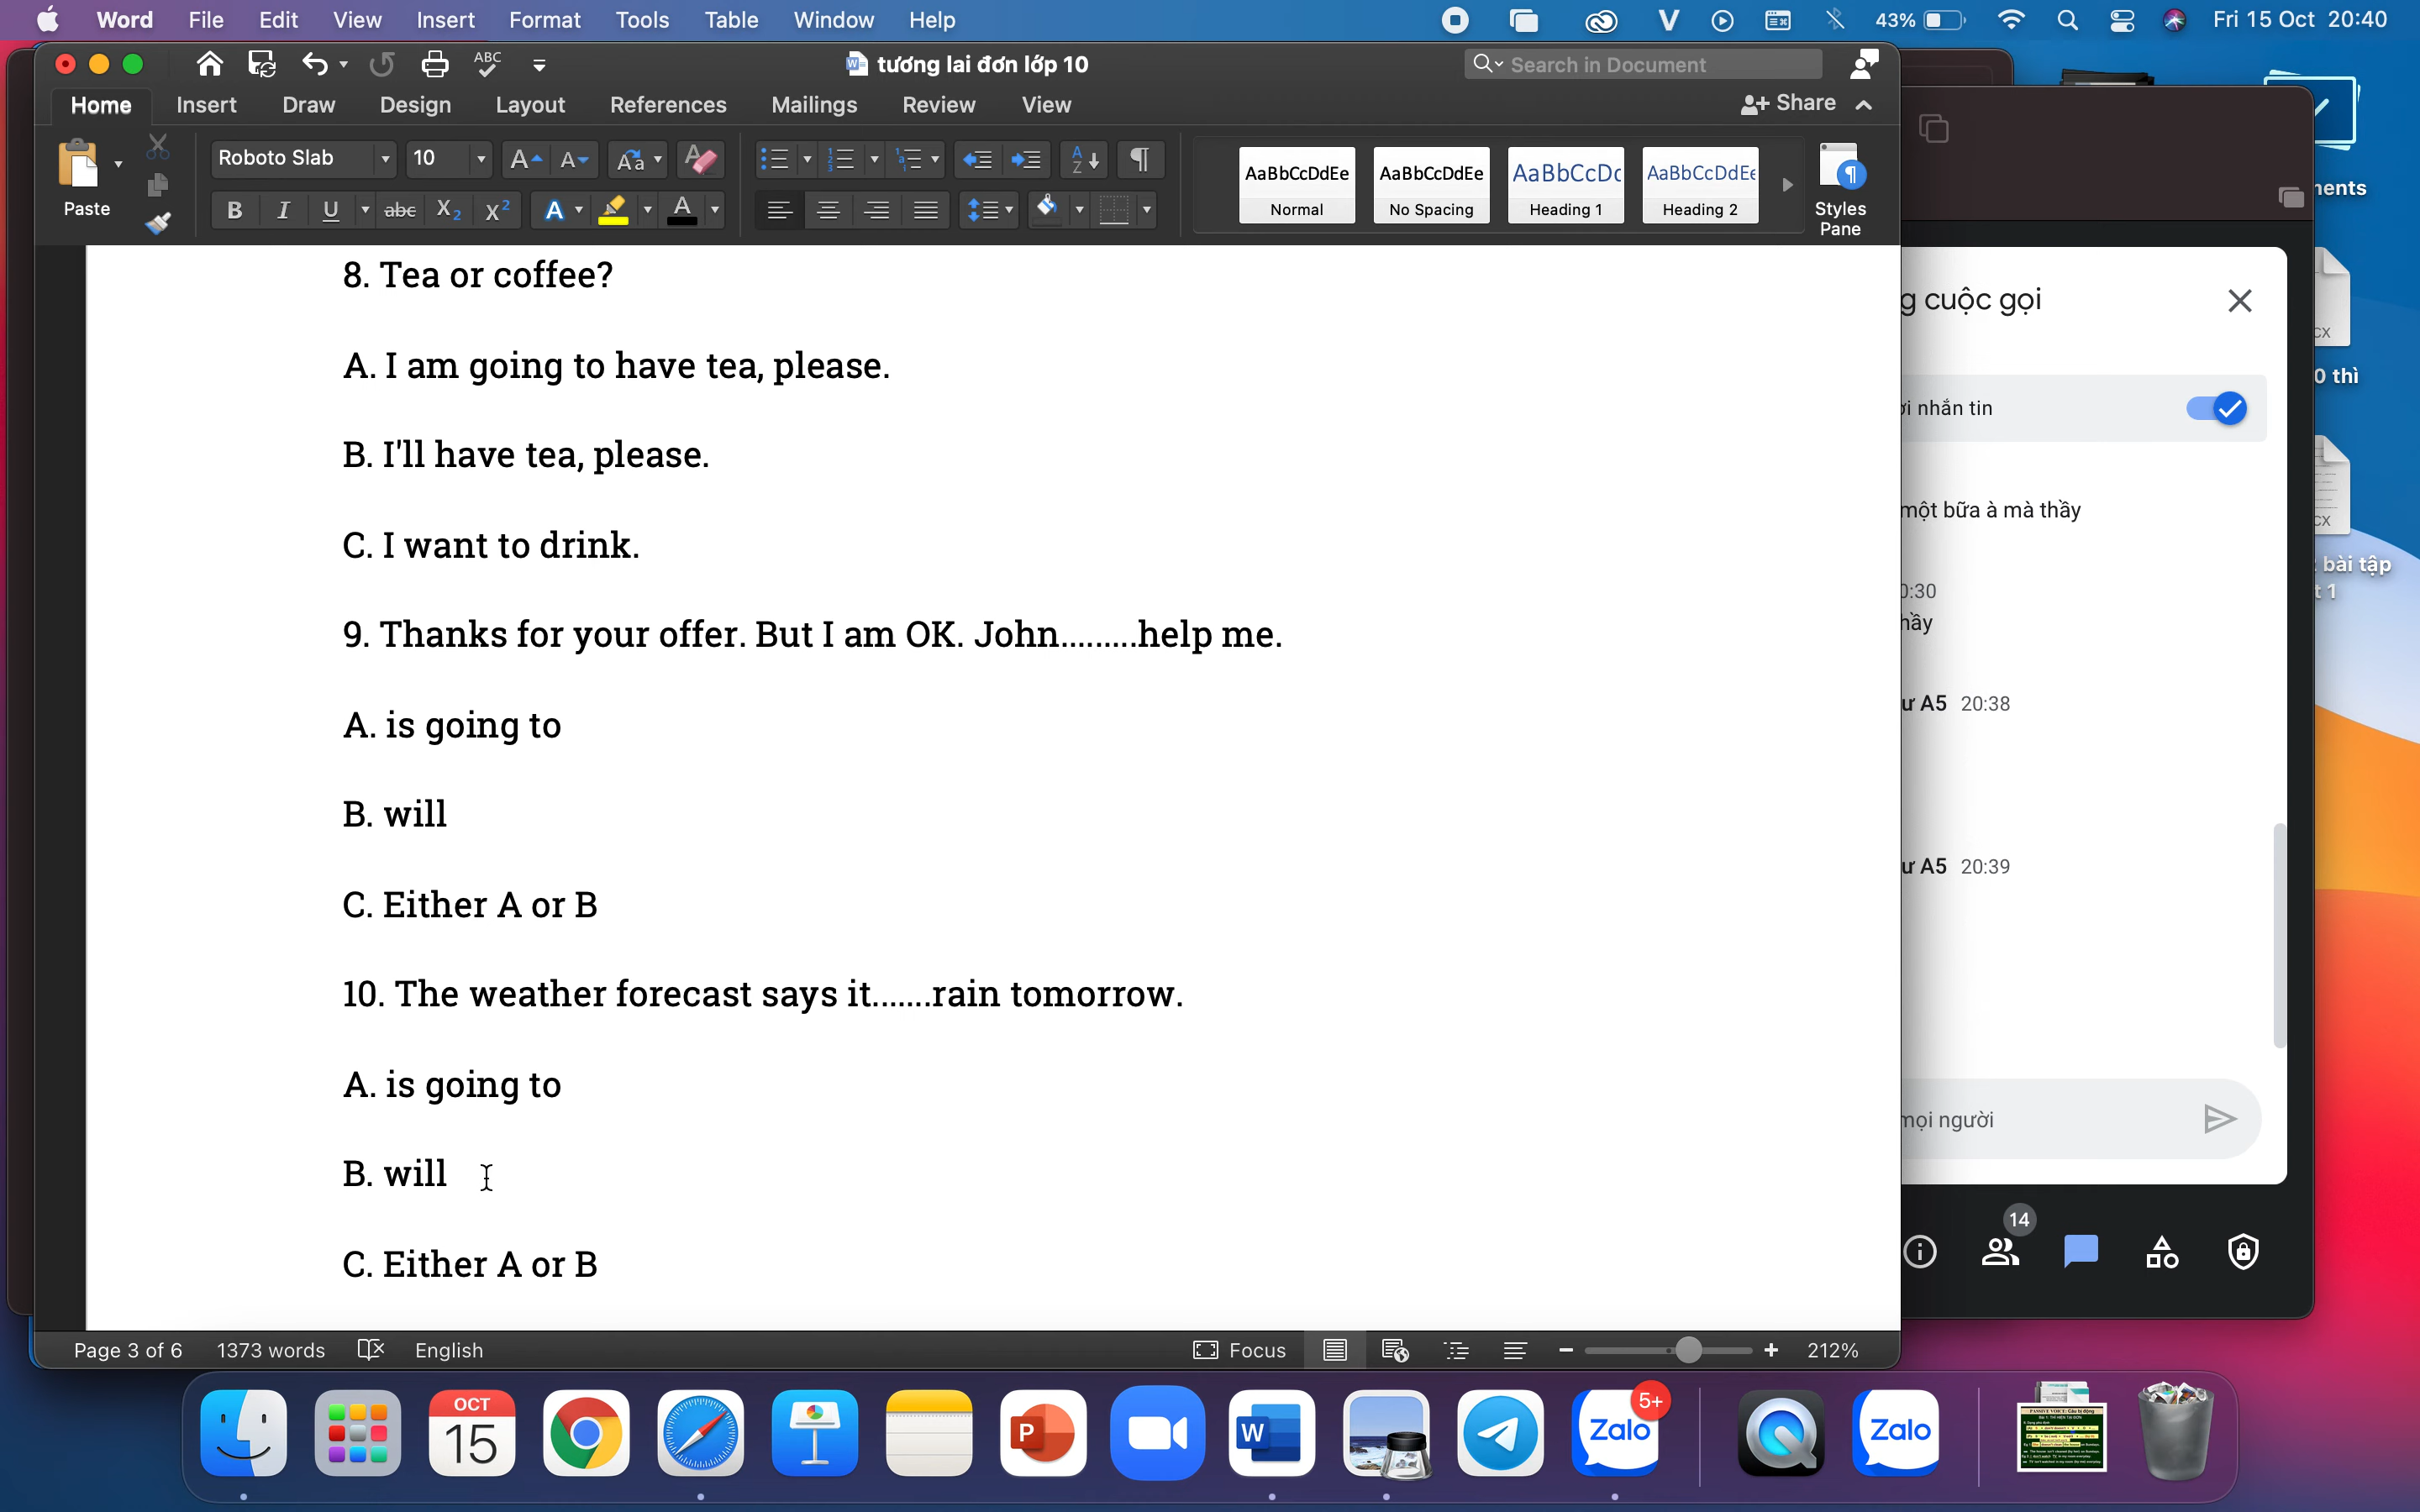 Word File Edit View Insert Format Tools Table Window Help 43% Fri 15 Oct 20:40
ABC tương lai đơn lớp 10 Search in Document
Home Insert Draw Design Layout References Mailings Review View Share
Paste Roboto Slab 10
AaBbCcDdEe AaBbCcDdEe
Normal No Spacing Heading 1 Heading 2
Styles
Pane
8. Tea or coffee?
A. I am going to have tea, please.
B. I'll have tea, please.
C. I want to drink.
9. Thanks for your offer. But I am OK. John.........help me.
A. is going to
B. will
C. Either A or B
10. The weather forecast says it.......rain tomorrow.
A. is going to
B. will
C. Either A or B
Page 3 of 6 1373 words English Focus 212%
cuộc gọi
nhắn tin
một bữa à mà thầy
A5 20:38
A5 20:39
mọi người
14
thì
bài tập
1
OCT
15
P
W
Zalo
5+
Zalo